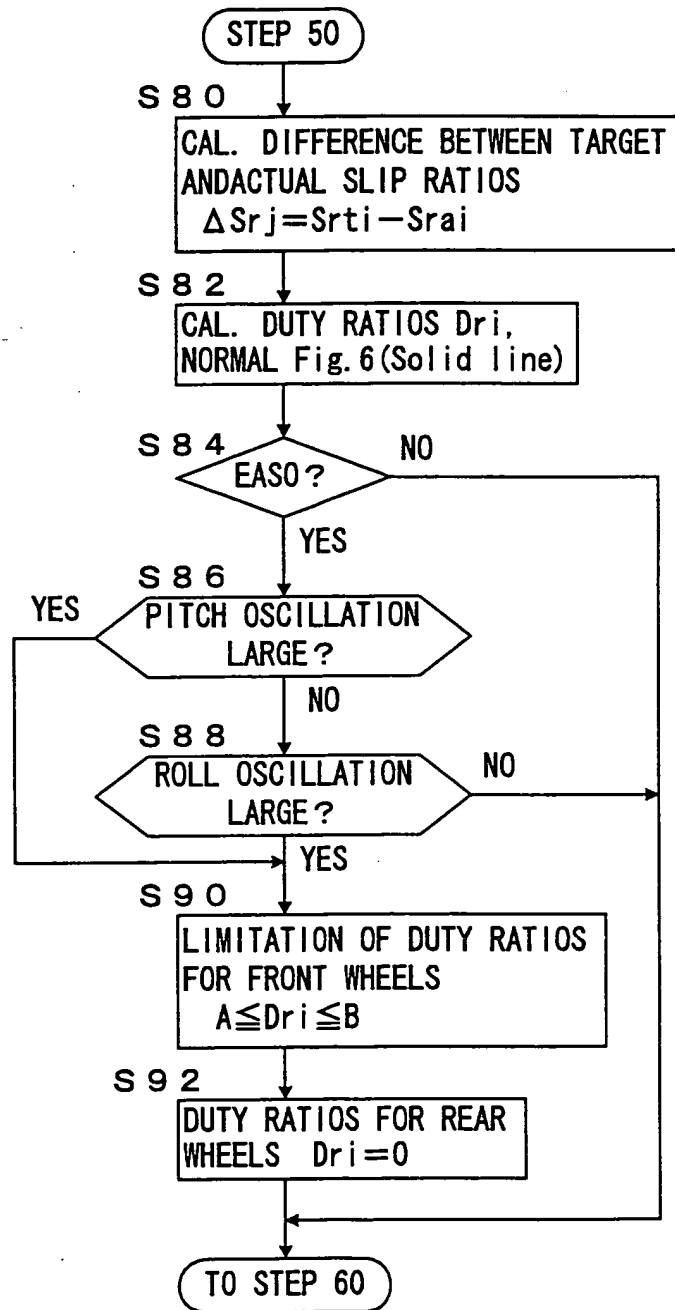 STEP 50
S80
CAL. DIFFERENCE BETWEEN TARGET
ANDACTUAL SLIP RATIOS
ΔSrj=Srti-Srai
S82
CAL. DUTY RATIOS Dri,
NORMAL Fig.6(Solid line)
S84
NO
EASO?
YES
S86
YES
PITCH OSCILLATION
LARGE?
NO
S88
NO
ROLL OSCILLATION
LARGE?
YES
S90
LIMITATION OF DUTY RATIOS
FOR FRONT WHEELS
A≦Dri≦B
S92
DUTY RATIOS FOR REAR
WHEELS Dri=0
TO STEP 60